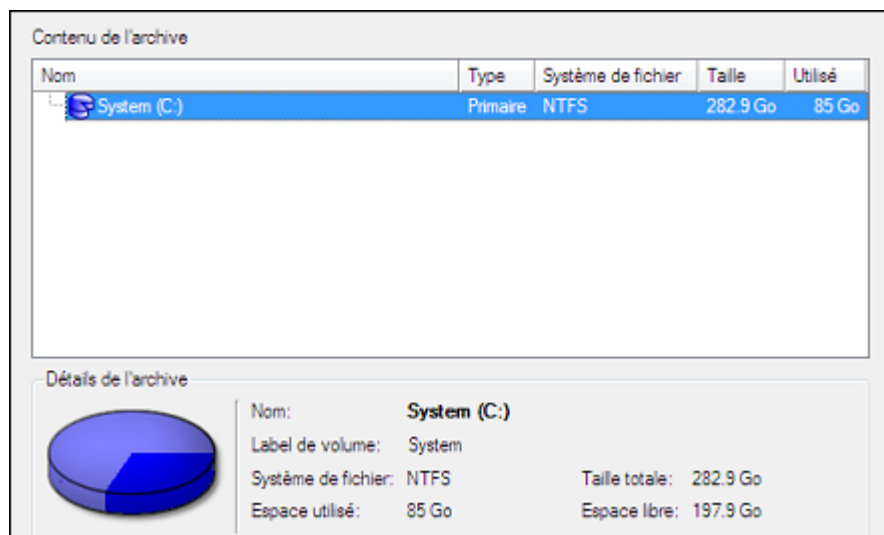 Contenu de l'archive
Nom Type Système de fichier Taille Utilisé
System (C:) Primaire NTFS 282.9 Go 85 Go
Détails de l'archive
Nom: System (C:)
Label de volume: System
Système de fichier: NTFS Taille totale: 282.9 Go
Espace utilisé: 85 Go Espace libre: 197.9 Go